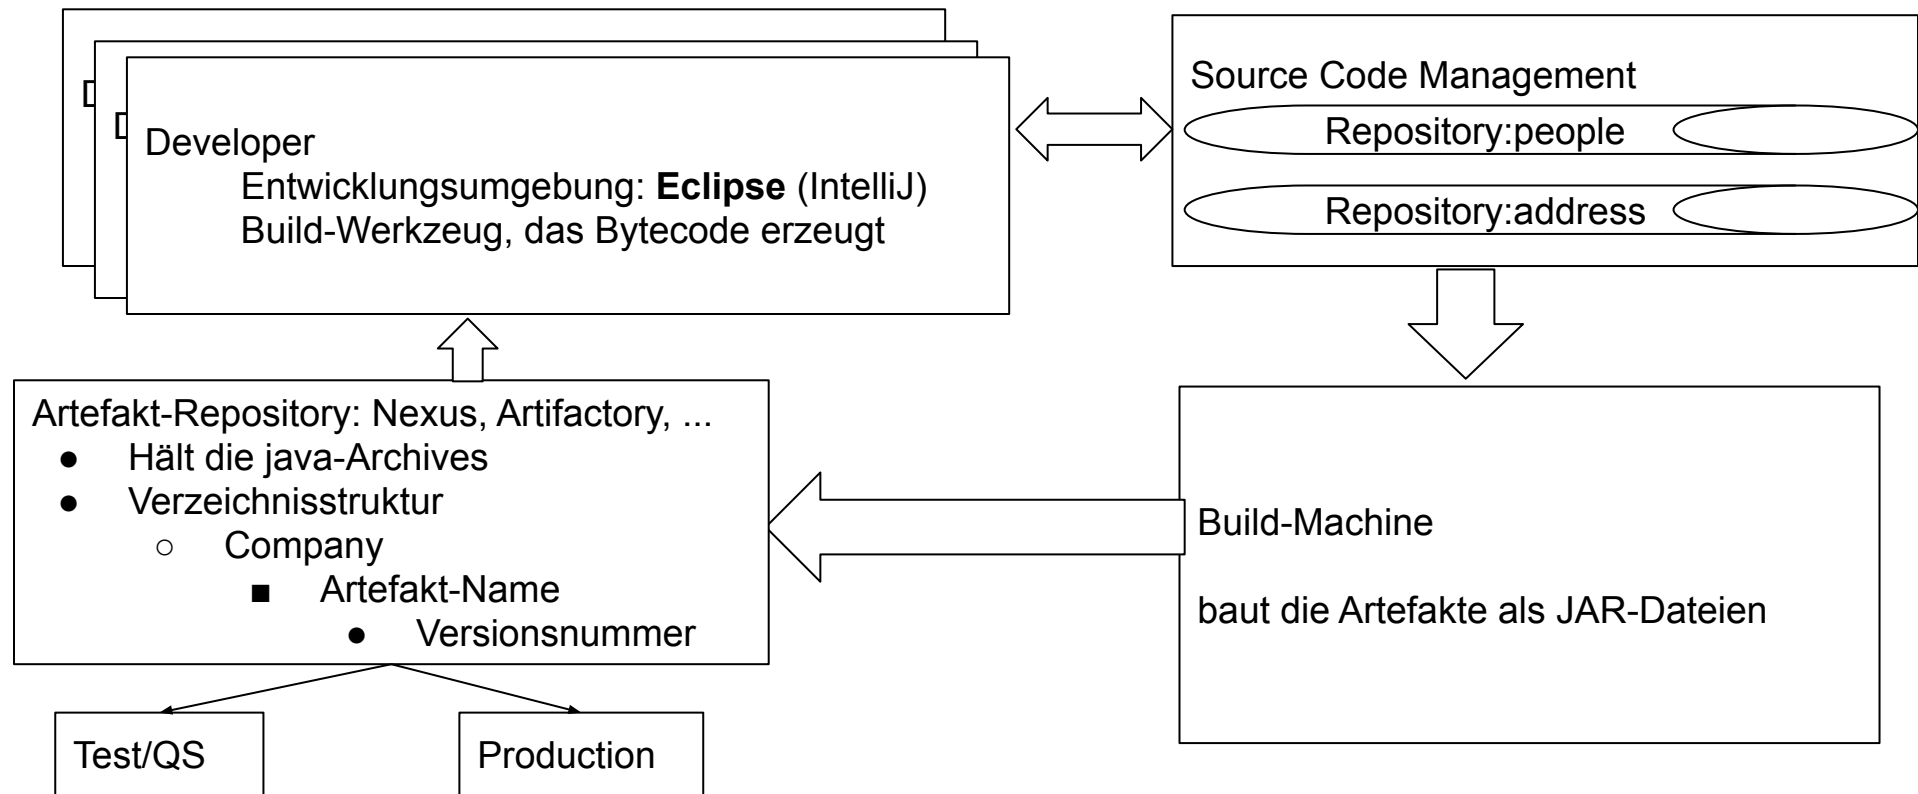 Developer
Entwicklungsumgebung: Eclipse (IntelliJ)
Build-Werkzeug, das Bytecode erzeugt
Source Code Management
Repository:people
Repository:address
Artefakt-Repository: Nexus, Artifactory, ...
● Hält die java-Archives
● Verzeichnisstruktur
○ Company
■ Artefakt-Name
● Versionsnummer
Build-Machine
baut die Artefakte als JAR-Dateien
Test/QS
Production